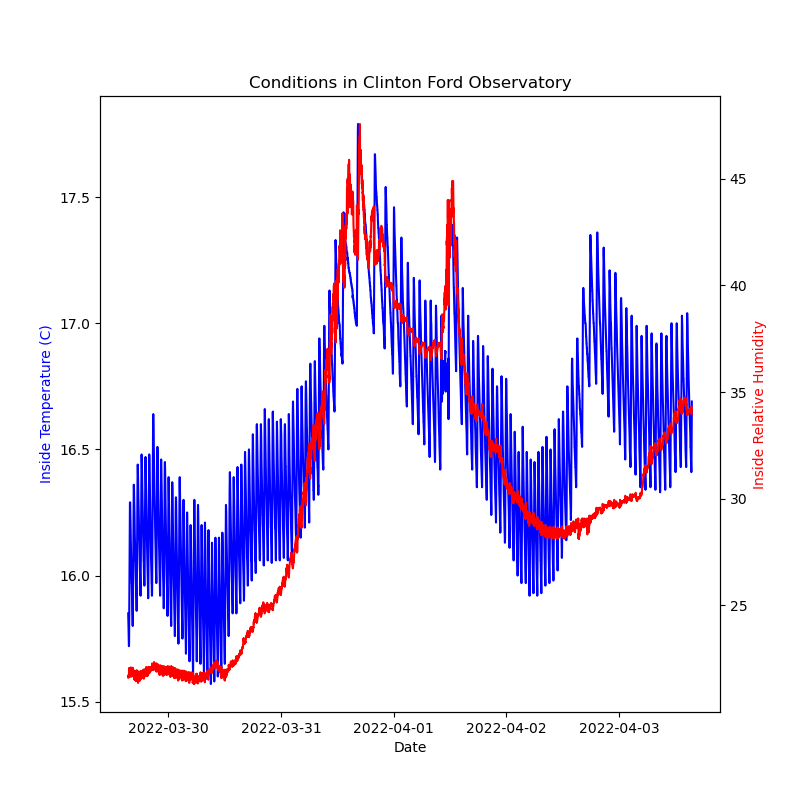 Conditions in Clinton Ford Observatory
Inside Temperature (C)
17.5
17.0
16.5
16.0
15.5
45
40
35
30
25
Inside Relative Humidity
2022-03-30 2022-03-31 2022-04-01 2022-04-02 2022-04-03
Date